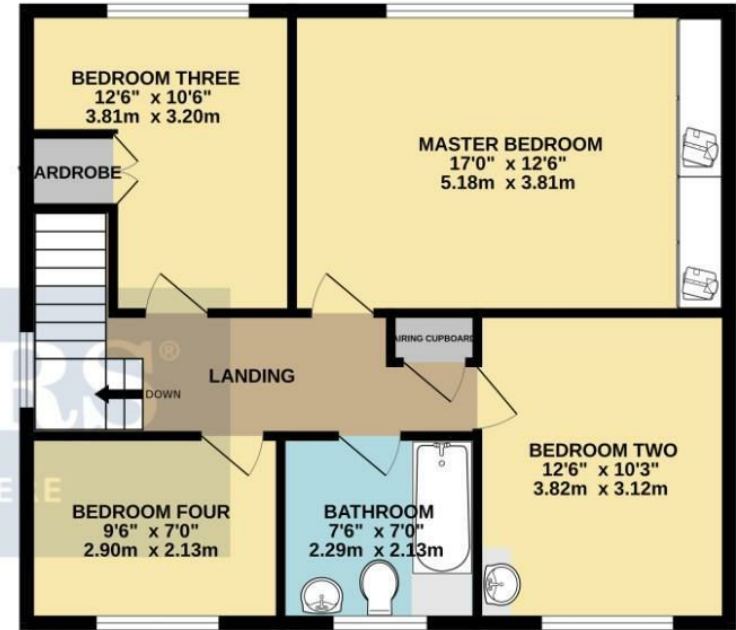 BEDROOM THREE
12'6" x 10'6"
3.81m x 3.20m
MASTER BEDROOM
17'0" x 12'6"
5.18m x 3.81m
ARDROBE
AIRING CUPBOARD
RS®
LANDING
DOWN
BEDROOM TWO
12'6" x 10'3"
3.82m x 3.12m
ERE
BEDROOM FOUR
9'6" x 7'0"
2.90m x 2.13m
BATHROOM
7'6" x 7'0"
2.29m x 2.13m